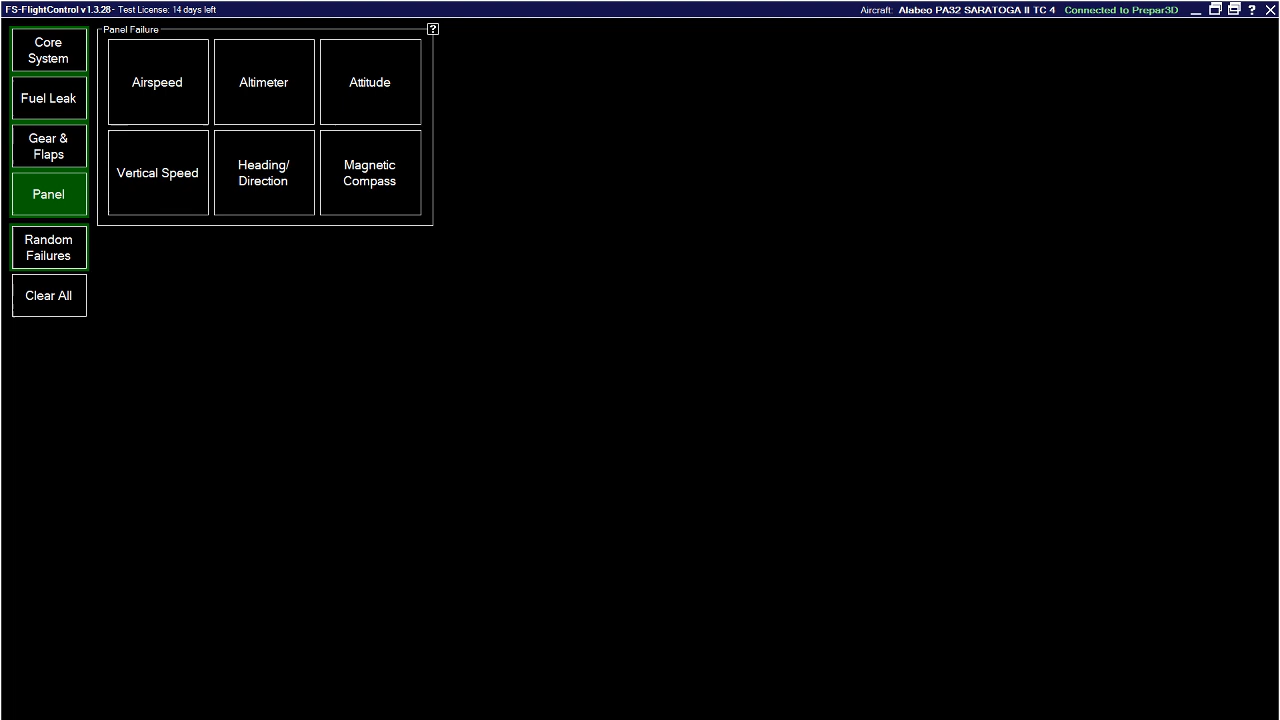 FS-FlightControl v 1.3.28 - Test License: 14 days left
Aircraft: Alabeo PA32 SARATOGA II TC 4 Connected to Prepar3D
?
Core
System
Fuel Leak
Gear &
Flaps
Panel
Random
Failures
Clear All
Panel Failure
?
Airspeed
Altimeter
Attitude
Vertical Speed
Heading/
Direction
Magnetic
Compass